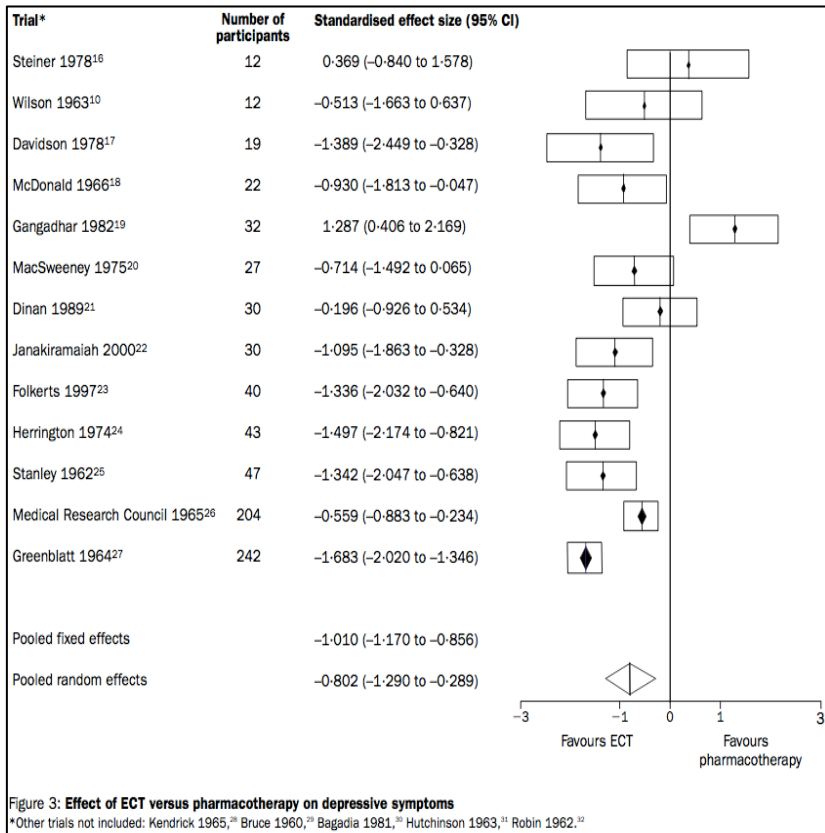 Trial* Number of participants Standardised effect size (95% CI)
Steiner 1978¹⁶ 12 0·369 (–0·840 to 1·578)
Wilson 1963¹⁰ 12 –0·513 (–1·663 to 0·637)
Davidson 1978¹⁷ 19 –1·389 (–2·449 to –0·328)
McDonald 1966¹⁸ 22 –0·930 (–1·813 to –0·047)
Gangadhar 1982¹⁹ 32 1·287 (0·406 to 2·169)
MacSweeney 1975²⁰ 27 –0·714 (–1·492 to 0·065)
Dinan 1989²¹ 30 –0·196 (–0·926 to 0·534)
Janakiramaiah 2000²² 30 –1·095 (–1·863 to –0·328)
Folkerts 1997²³ 40 –1·336 (–2·032 to –0·640)
Herrington 1974²⁴ 43 –1·497 (–2·174 to –0·821)
Stanley 1962²⁵ 47 –1·342 (–2·047 to –0·638)
Medical Research Council 1965²⁶ 204 –0·559 (–0·883 to –0·234)
Greenblatt 1964²⁷ 242 –1·683 (–2·020 to –1·346)
Pooled fixed effects –1·010 (–1·170 to –0·856)
Pooled random effects –0·802 (–1·290 to –0·289)
–3 –1 0 1 3
Favours ECT Favours pharmacotherapy
Figure 3: Effect of ECT versus pharmacotherapy on depressive symptoms
*Other trials not included: Kendrick 1965,²⁸ Bruce 1960,²⁹ Bagadia 1981,³⁰ Hutchinson 1963,³¹ Robin 1962.³²